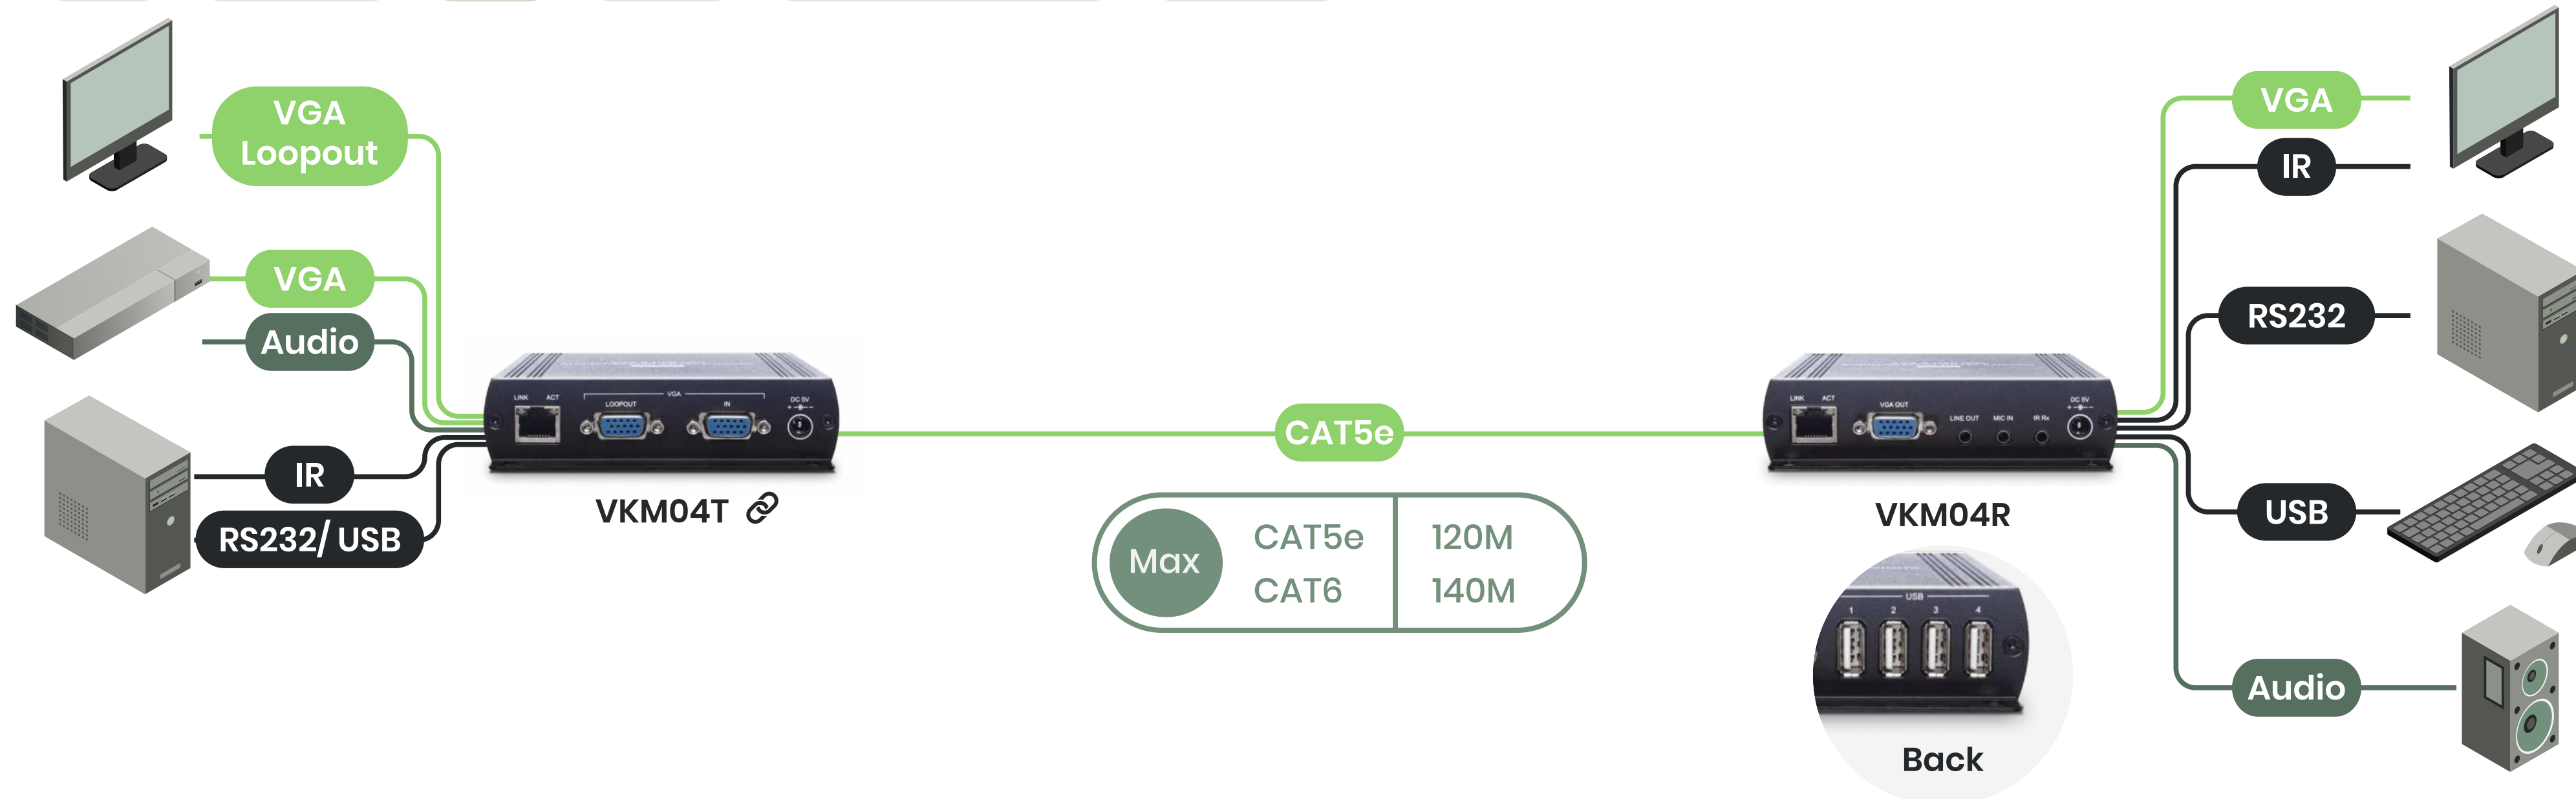 VGA
Loopout
VGA
Audio
IR
RS232/ USB
LINK ACT
LOOPOUT
VGA
IN
DC 5V
VKM04T
CAT5e
Max
CAT5e 120M
CAT6 140M
LINK ACT
VGA OUT
LINE OUT
MIC IN
IR Rx
DC 5V
VKM04R
USB
1 2 3 4
Back
VGA
IR
RS232
USB
Audio